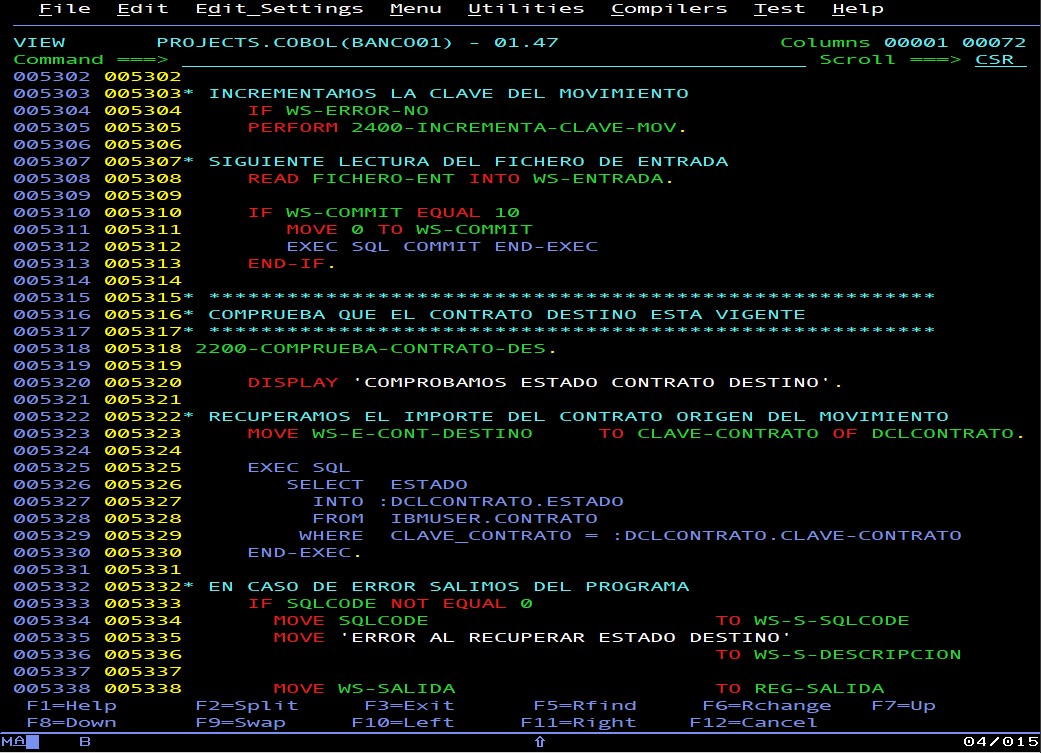 File  Edit  Edit_Settings  Menu  Utilities  Compilers  Test  Help
VIEW       PROJECTS.COBOL(BANCO01) - 01.47                 Columns 00001 00072
Command ===>                                                  Scroll ===> CSR
005302 005302
005303 005303* INCREMENTAMOS LA CLAVE DEL MOVIMIENTO
005304 005304     IF WS-ERROR-NO
005305 005305     PERFORM 2400-INCREMENTA-CLAVE-MOV.
005306 005306
005307 005307* SIGUIENTE LECTURA DEL FICHERO DE ENTRADA
005308 005308     READ FICHERO-ENT INTO WS-ENTRADA.
005309 005309
005310 005310     IF WS-COMMIT EQUAL 10
005311 005311        MOVE 0 TO WS-COMMIT
005312 005312        EXEC SQL COMMIT END-EXEC
005313 005313     END-IF.
005314 005314
005315 005315* ********************************************************
005316 005316* COMPRUEBA QUE EL CONTRATO DESTINO ESTA VIGENTE
005317 005317* ********************************************************
005318 005318 2200-COMPRUEBA-CONTRATO-DES.
005319 005319
005320 005320     DISPLAY 'COMPROBAMOS ESTADO CONTRATO DESTINO'.
005321 005321
005322 005322* RECUPERAMOS EL IMPORTE DEL CONTRATO ORIGEN DEL MOVIMIENTO
005323 005323     MOVE WS-E-CONT-DESTINO     TO CLAVE-CONTRATO OF DCLCONTRATO.
005324 005324
005325 005325     EXEC SQL
005326 005326        SELECT  ESTADO
005327 005327          INTO :DCLCONTRATO.ESTADO
005328 005328          FROM  IBMUSER.CONTRATO
005329 005329         WHERE  CLAVE_CONTRATO = :DCLCONTRATO.CLAVE-CONTRATO
005330 005330     END-EXEC.
005331 005331
005332 005332* EN CASO DE ERROR SALIMOS DEL PROGRAMA
005333 005333     IF SQLCODE NOT EQUAL 0
005334 005334       MOVE SQLCODE                      TO WS-S-SQLCODE
005335 005335       MOVE 'ERROR AL RECUPERAR ESTADO DESTINO'
005336 005336                                         TO WS-S-DESCRIPCION
005337 005337
005338 005338       MOVE WS-SALIDA                    TO REG-SALIDA
F1=Help      F2=Split     F3=Exit      F5=Rfind     F6=Rchange   F7=Up
F8=Down      F9=Swap     F10=Left     F11=Right    F12=Cancel
MA B 04/015